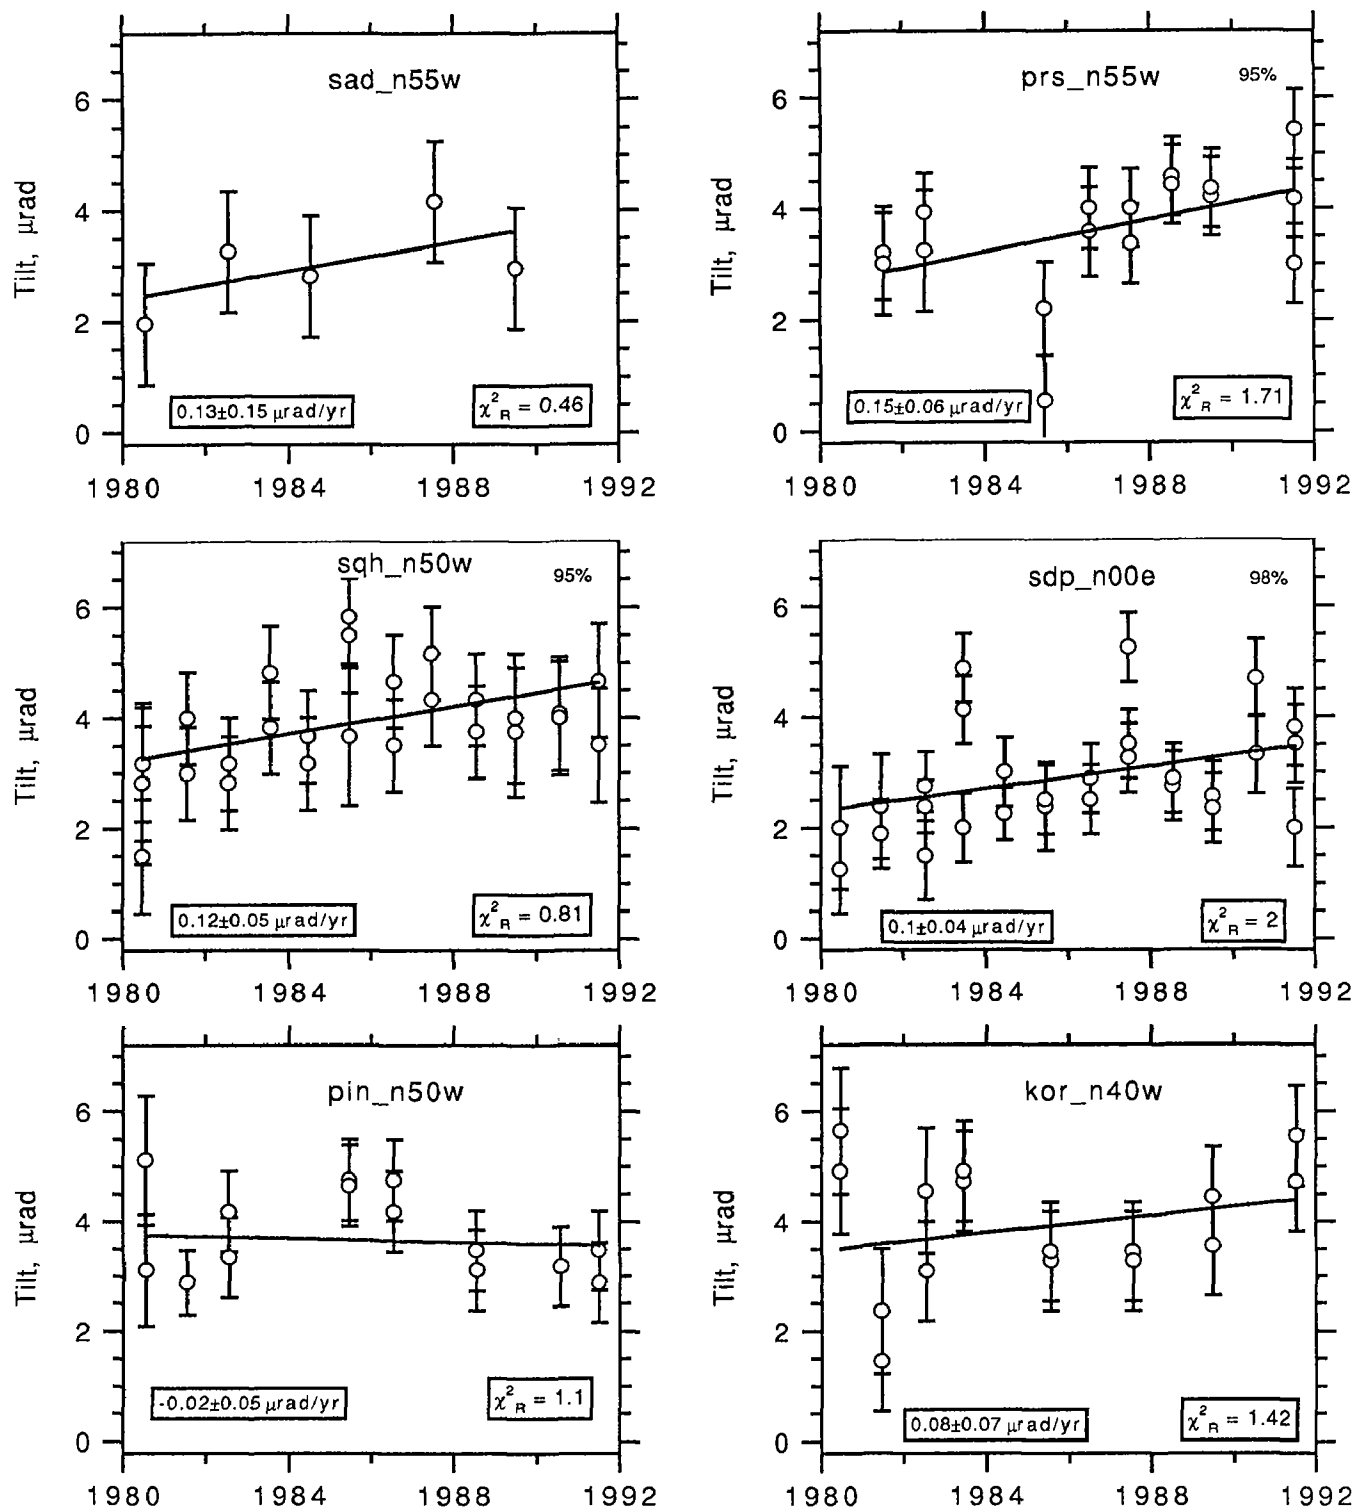 sad_n55w
6
4
2
0
Tilt, μrad
0.13±0.15 μrad/yr
χ²R = 0.46
1980 1984 1988 1992
prs_n55w
95%
6
4
2
0
Tilt, μrad
0.15±0.06 μrad/yr
χ²R = 1.71
1980 1984 1988 1992
sqh_n50w
95%
6
4
2
0
Tilt, μrad
0.12±0.05 μrad/yr
χ²R = 0.81
1980 1984 1988 1992
sdp_n00e
98%
6
4
2
0
Tilt, μrad
0.1±0.04 μrad/yr
χ²R = 2
1980 1984 1988 1992
pin_n50w
6
4
2
0
Tilt, μrad
-0.02±0.05 μrad/yr
χ²R = 1.1
1980 1984 1988 1992
kor_n40w
6
4
2
0
Tilt, μrad
0.08±0.07 μrad/yr
χ²R = 1.42
1980 1984 1988 1992